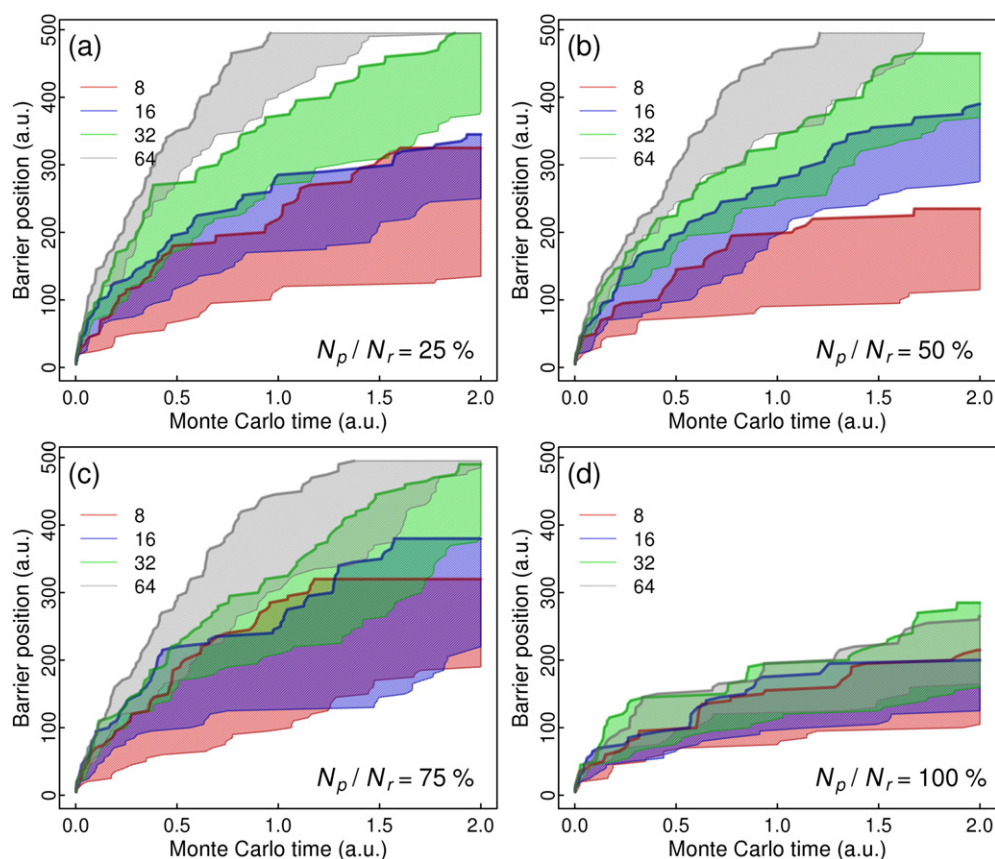 (a)
500
400
300
200
100
0
Barrier position (a.u.)
8
16
32
64
N_p / N_r = 25 %
0.0 0.5 1.0 1.5 2.0
Monte Carlo time (a.u.)
(b)
500
400
300
200
100
0
Barrier position (a.u.)
8
16
32
64
N_p / N_r = 50 %
0.0 0.5 1.0 1.5 2.0
Monte Carlo time (a.u.)
(c)
500
400
300
200
100
0
Barrier position (a.u.)
8
16
32
64
N_p / N_r = 75 %
0.0 0.5 1.0 1.5 2.0
Monte Carlo time (a.u.)
(d)
500
400
300
200
100
0
Barrier position (a.u.)
8
16
32
64
N_p / N_r = 100 %
0.0 0.5 1.0 1.5 2.0
Monte Carlo time (a.u.)